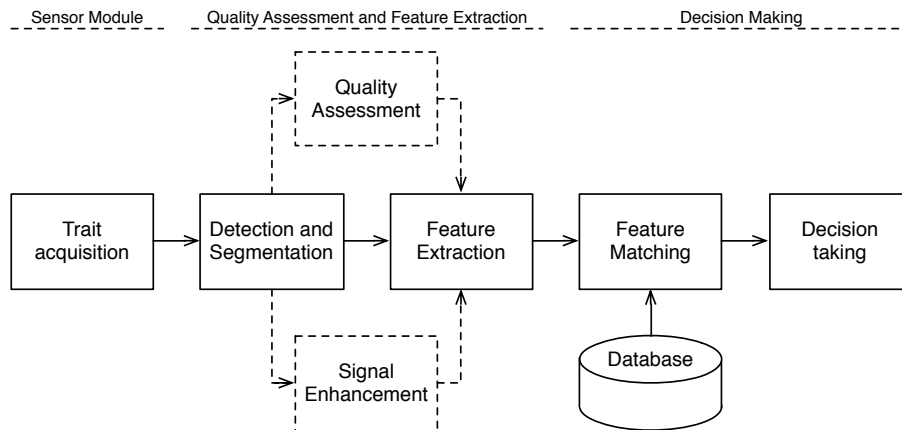 Sensor Module
Quality Assessment and Feature Extraction
Decision Making
Quality
Assessment
Trait
acquisition
Detection and
Segmentation
Feature
Extraction
Feature
Matching
Decision
taking
Signal
Enhancement
Database